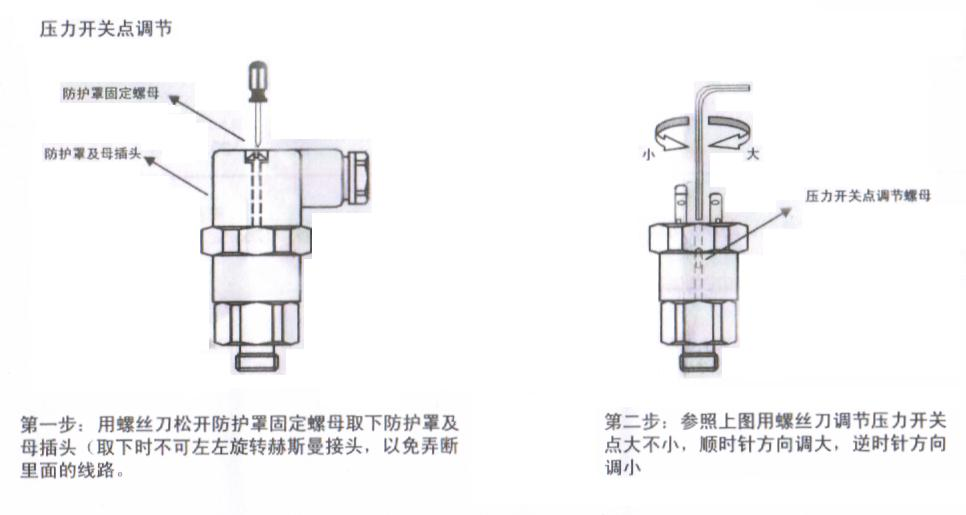 压力开关点调节
防护罩固定螺母
防护罩及母插头
小
大
压力开关点调节螺母
第一步：用螺丝刀松开防护罩固定螺母取下防护罩及
母插头（取下时不可左左旋转赫斯曼接头，以免弄断
里面的线路。
第二步：参照上图用螺丝刀调节压力开关
点大不小，顺时针方向调大，逆时针方向
调小